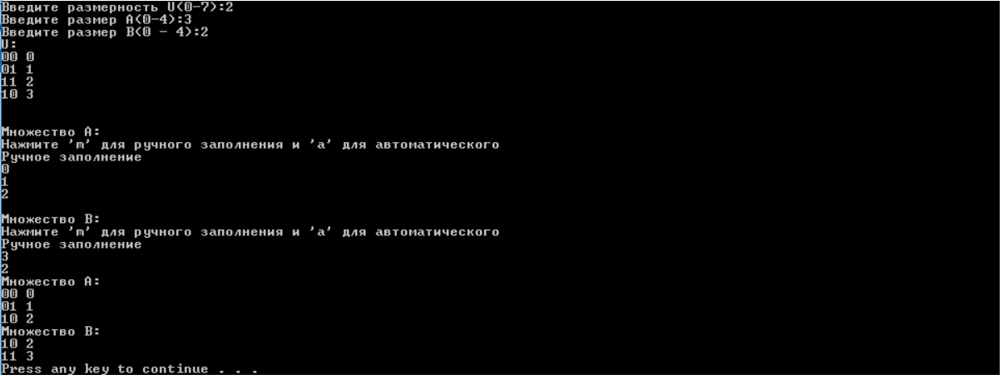 Введите размерность U(0-7):2
Введите размер A(0-4):3
Введите размер B(0 - 4):2
U:
00 0
01 1
11 2
10 3
Множество A:
Нажмите 'm' для ручного заполнения и 'a' для автоматического
Ручное заполнение
0
1
2
Множество B:
Нажмите 'm' для ручного заполнения и 'a' для автоматического
Ручное заполнение
3
2
Множество A:
00 0
01 1
10 2
Множество B:
10 2
11 3
Press any key to continue . . .